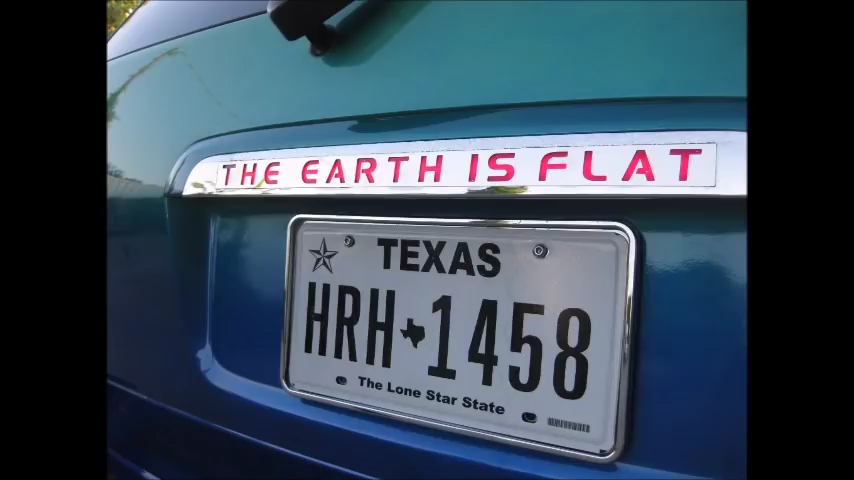 THE EARTH IS FLAT
TEXAS
HRH 1458
The Lone Star State